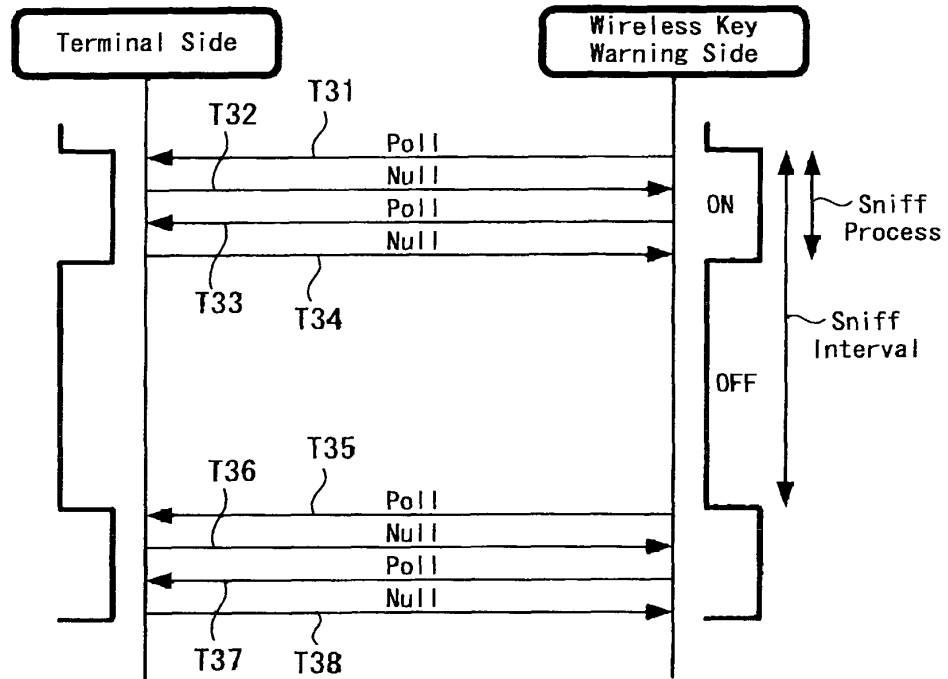 Terminal Side
Wireless Key
Warning Side
T31
T32
Poll
Null
Poll
Null
T33
T34
ON
Sniff
Process
Sniff
Interval
OFF
T35
T36
Poll
Null
Poll
Null
T37
T38